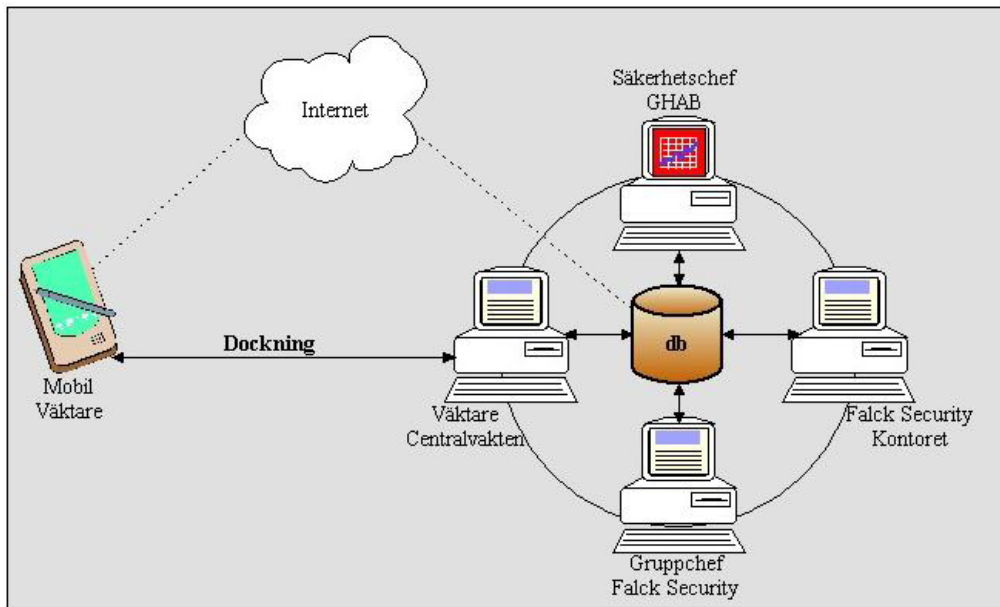 Säkerhetschef
GHAB
Internet
Dockning
db
Mobil
Väktare
Väktare
Centralvakten
Falck Security
Kontoret
Gruppchef
Falck Security